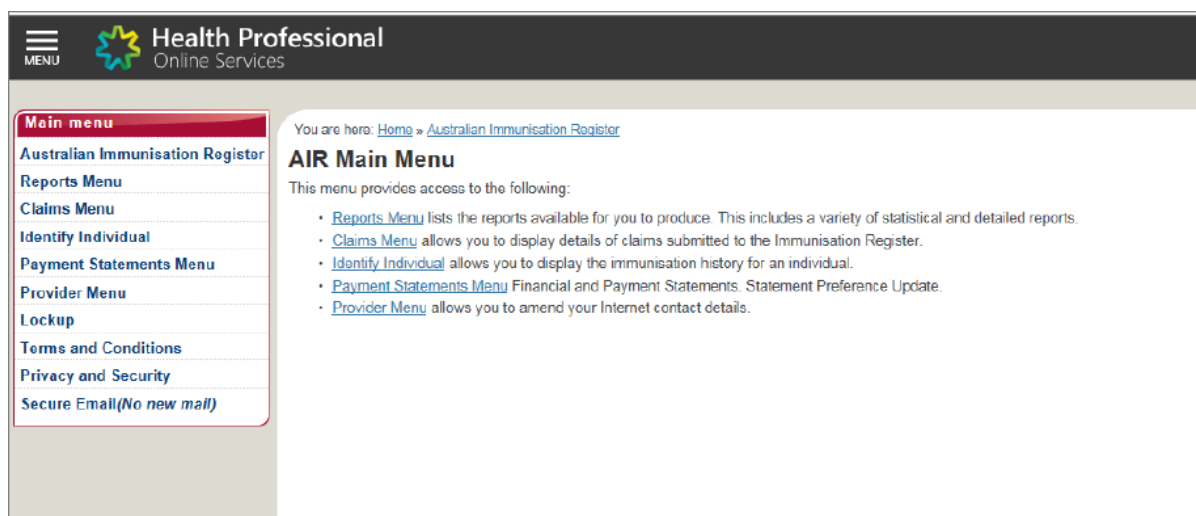 Health Professional
MENU
Online Services
Main menu
Australian Immunisation Register
Reports Menu
Claims Menu
Identify Individual
Payment Statements Menu
Provider Menu
Lockup
Terms and Conditions
Privacy and Security
Secure Email(No new mail)
You are here: Home » Australian Immunisation Register
AIR Main Menu
This menu provides access to the following:
• Reports Menu lists the reports available for you to produce. This includes a variety of statistical and detailed reports.
• Claims Menu allows you to display details of claims submitted to the Immunisation Register.
• Identify Individual allows you to display the immunisation history for an individual.
• Payment Statements Menu Financial and Payment Statements. Statement Preference Update.
• Provider Menu allows you to amend your Internet contact details.